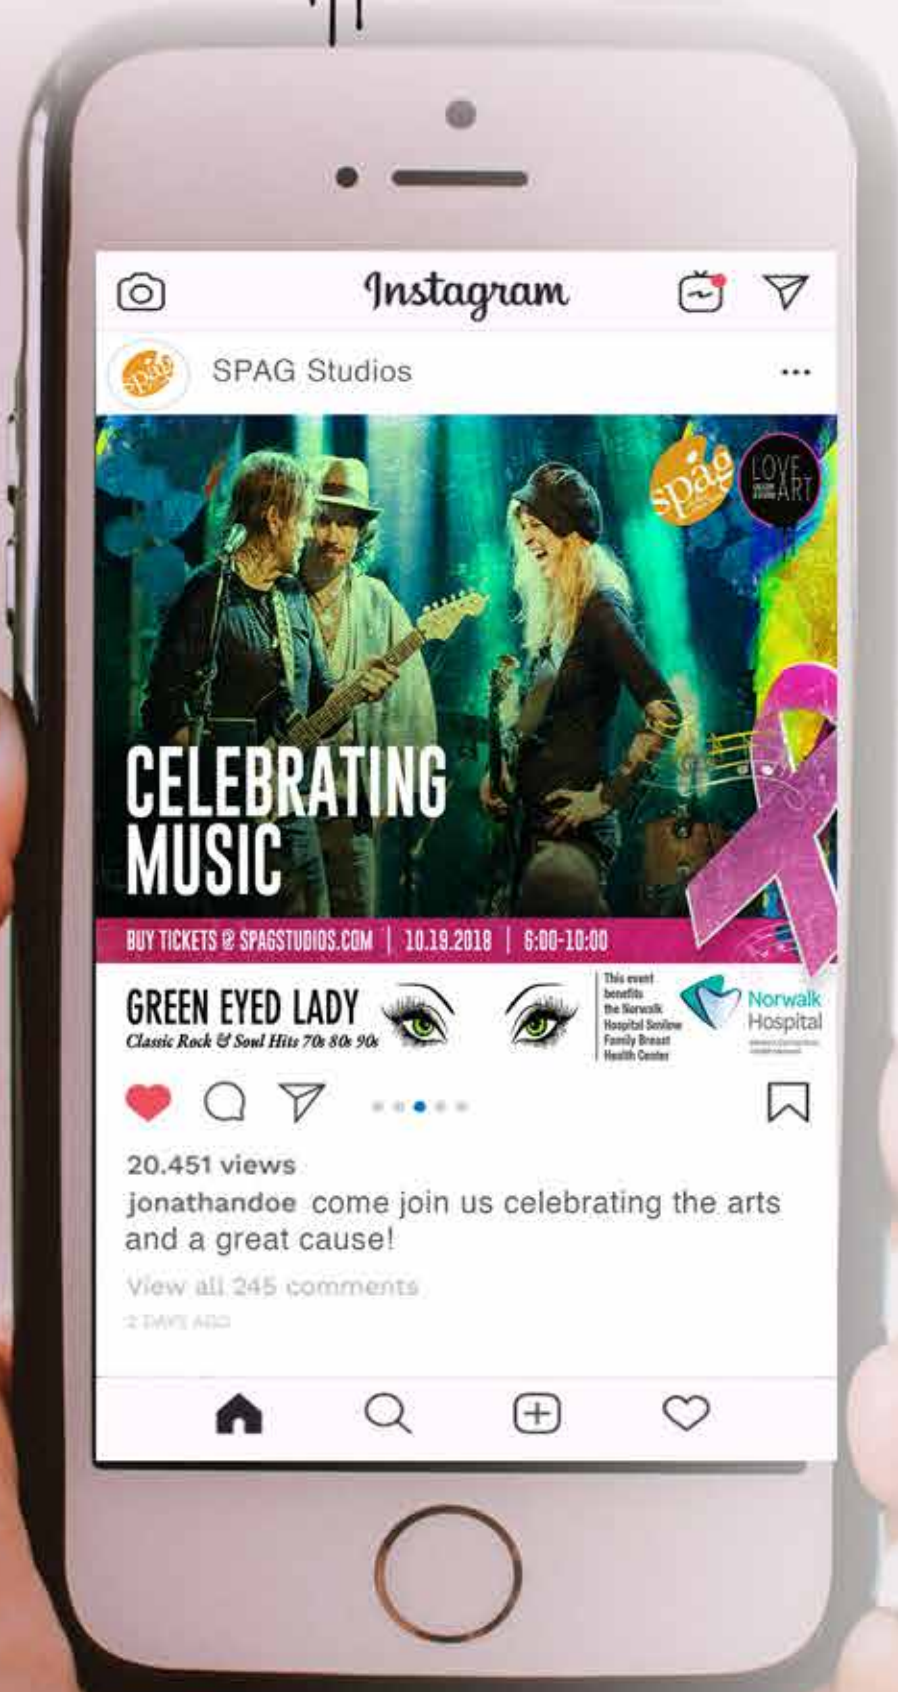 Instagram
spag
SPAG Studios
spag
LOVE
ART
CELEBRATING
MUSIC
BUY TICKETS @ SPAGSTUDIOS.COM | 10.19.2018 | 6:00-10:00
GREEN EYED LADY
Classic Rock & Soul Hits 70s 80s 90s
This event
benefits
the Norwalk
Hospital Smilow
Family Breast
Health Center
Norwalk
Hospital
20.451 views
jonathandoe come join us celebrating the arts
and a great cause!
View all 245 comments
2 DAYS AGO